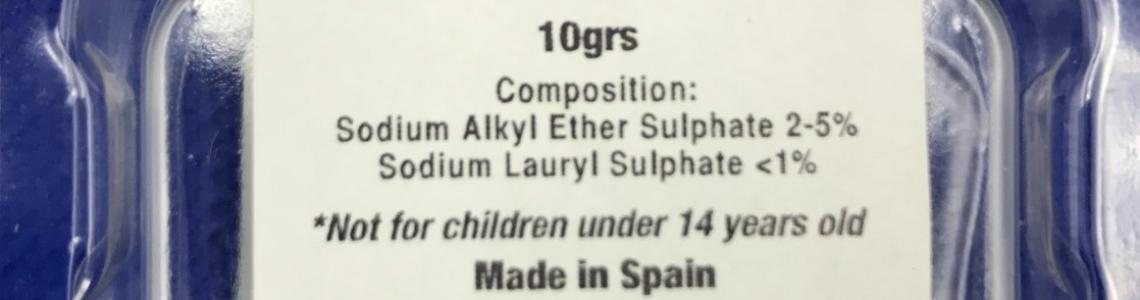 10grs
Composition:
Sodium Alkyl Ether Sulphate 2-5%
Sodium Lauryl Sulphate <1%
*Not for children under 14 years old
Made in Spain